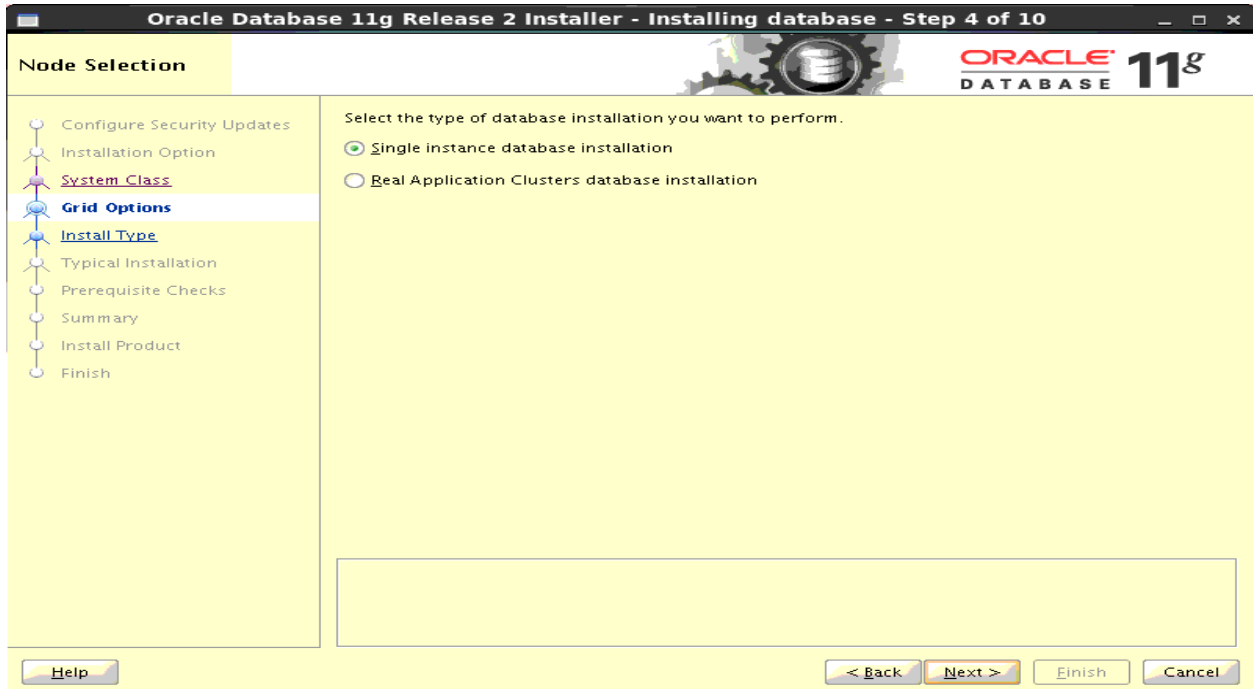 Oracle Database 11g Release 2 Installer - Installing database - Step 4 of 10
Node Selection
ORACLE
DATABASE
11g
Configure Security Updates
Installation Option
System Class
Grid Options
Install Type
Typical Installation
Prerequisite Checks
Summary
Install Product
Finish
Select the type of database installation you want to perform.
Single instance database installation
Real Application Clusters database installation
Help
< Back
Next >
Finish
Cancel